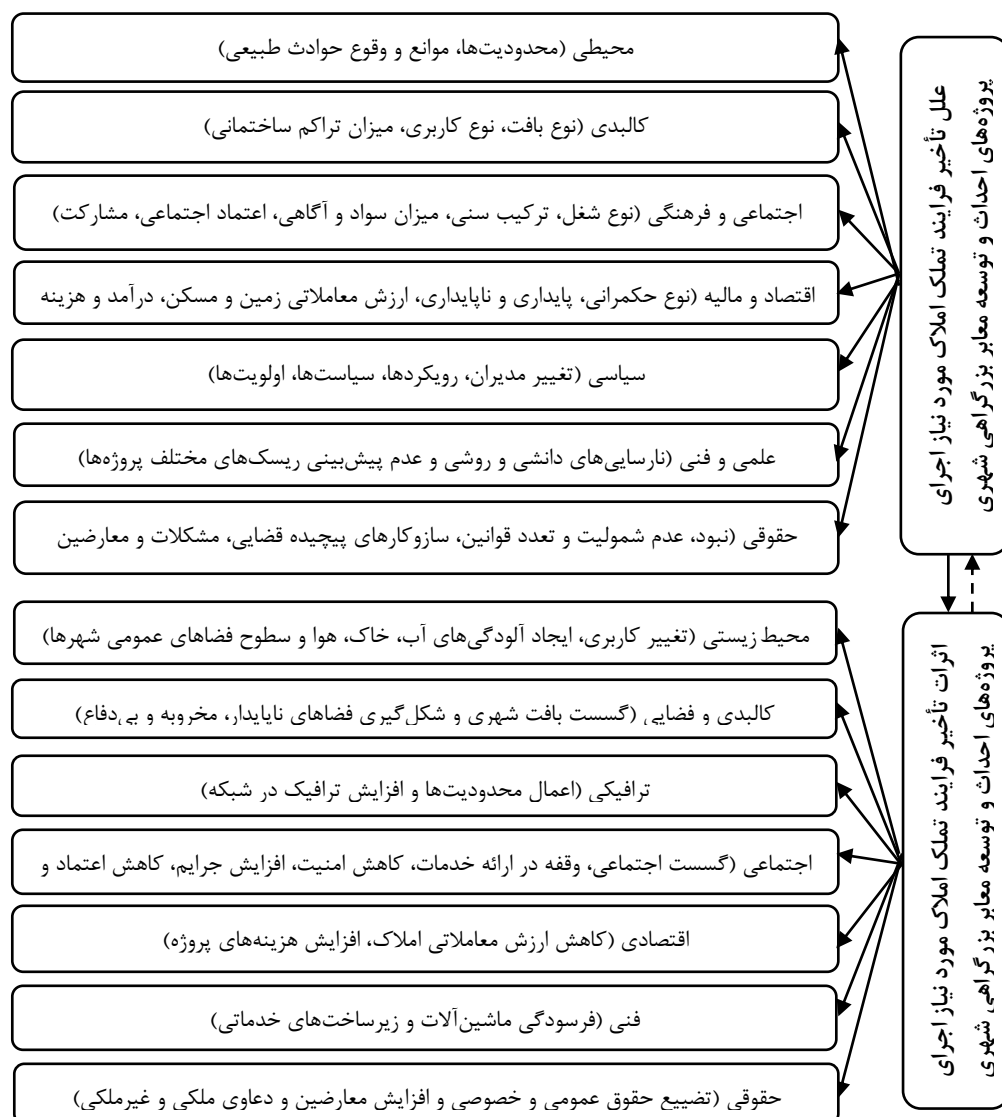 علل تأخیر فرایند تملک املاک مورد نیاز اجرای
پروژه‌های احداث و توسعه معابر بزرگراهی شهری
محیطی (محدودیت‌ها، موانع و وقوع حوادث طبیعی)
کالبدی (نوع بافت، نوع کاربری، میزان تراکم ساختمانی)
اجتماعی و فرهنگی (نوع شغل، ترکیب سنی، میزان سواد و آگاهی، اعتماد اجتماعی، مشارکت)
اقتصاد و مالیه (نوع حکمرانی، پایداری و ناپایداری، ارزش معاملاتی زمین و مسکن، درآمد و هزینه
سیاسی (تغییر مدیران، رویکردها، سیاست‌ها، اولویت‌ها)
علمی و فنی (نارسایی‌های دانشی و روشی و عدم پیش‌بینی ریسک‌های مختلف پروژه‌ها)
حقوقی (نبود، عدم شمولیت و تعدد قوانین، سازوکارهای پیچیده قضایی، مشکلات و معارضین
اثرات تأخیر فرایند تملک املاک مورد نیاز اجرای
پروژه‌های احداث و توسعه معابر بزرگراهی شهری
محیط زیستی (تغییر کاربری، ایجاد آلودگی‌های آب، خاک، هوا و سطوح فضاهای عمومی شهرها)
کالبدی و فضایی (گسست بافت شهری و شکل‌گیری فضاهای ناپایدار، مخروبه و بی‌دفاع)
ترافیکی (اعمال محدودیت‌ها و افزایش ترافیک در شبکه)
اجتماعی (گسست اجتماعی، وقفه در ارائه خدمات، کاهش امنیت، افزایش جرایم، کاهش اعتماد و
اقتصادی (کاهش ارزش معاملاتی املاک، افزایش هزینه‌های پروژه)
فنی (فرسودگی ماشین‌آلات و زیرساخت‌های خدماتی)
حقوقی (تضییع حقوق عمومی و خصوصی و افزایش معارضین و دعاوی ملکی و غیرملکی)